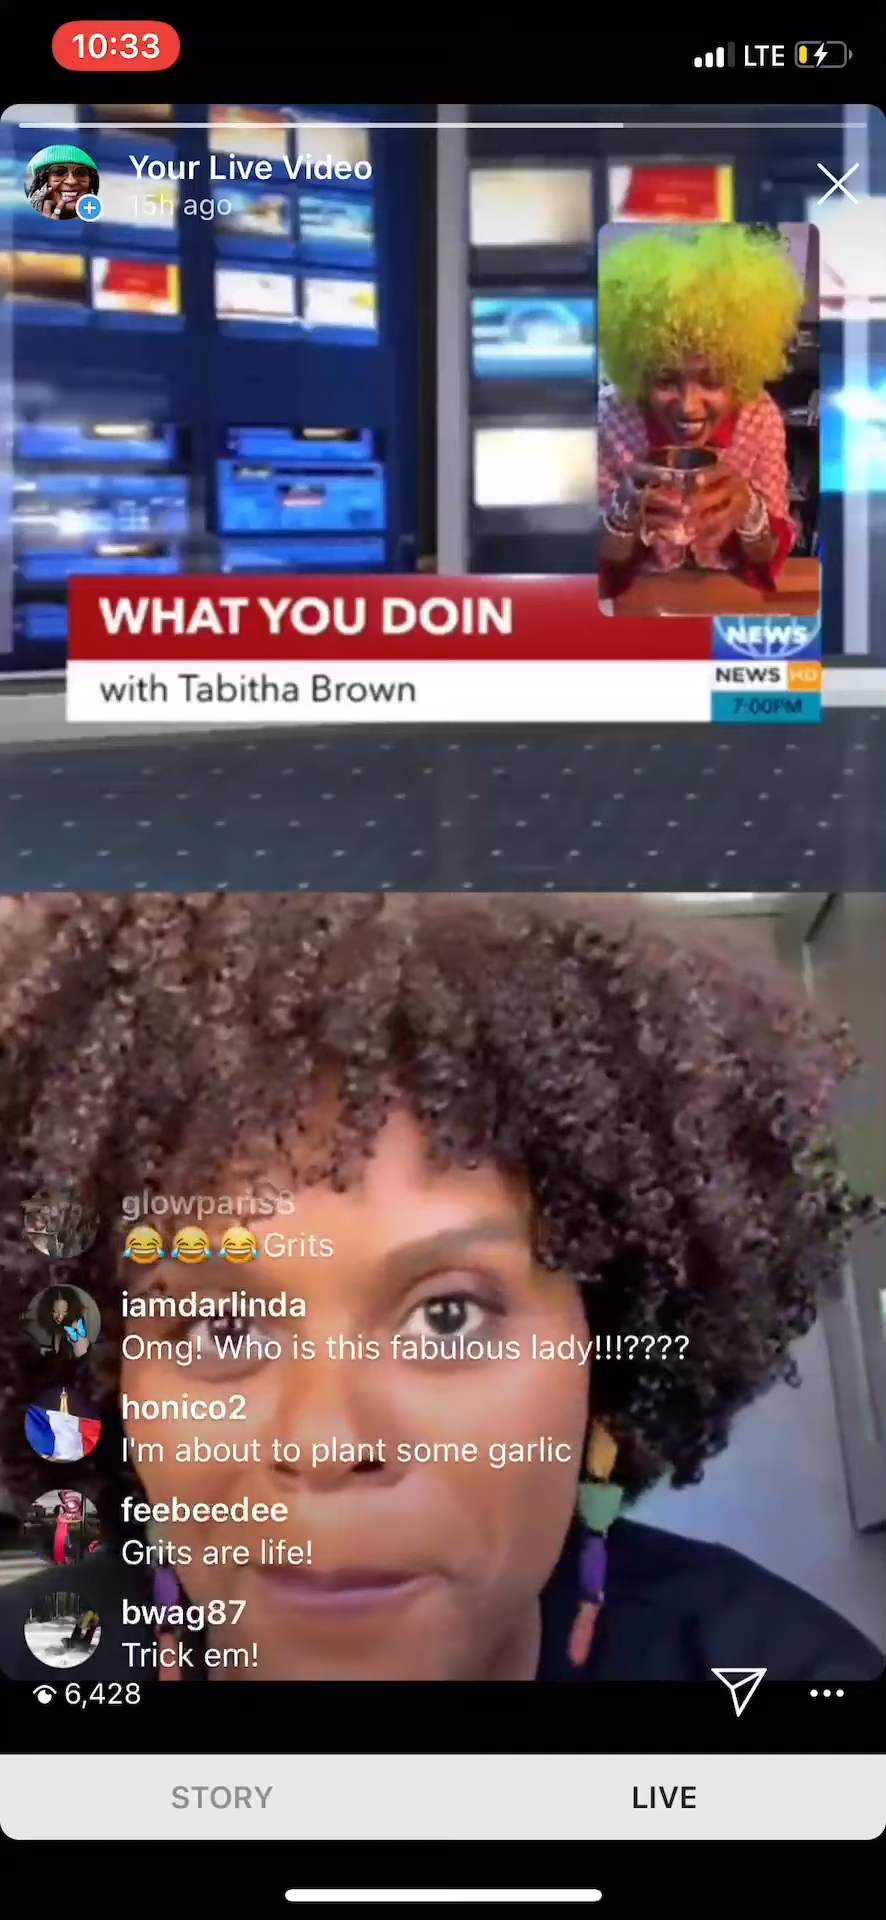 10:33
LTE
Your Live Video
15h ago
WHAT YOU DOIN
with Tabitha Brown
NEWS
NEWS HD
7:00PM
glowparis8
😂😂😂Grits
iamdarlinda
Omg! Who is this fabulous lady!!!????
honico2
I'm about to plant some garlic
feebeedee
Grits are life!
bwag87
Trick em!
6,428
STORY
LIVE